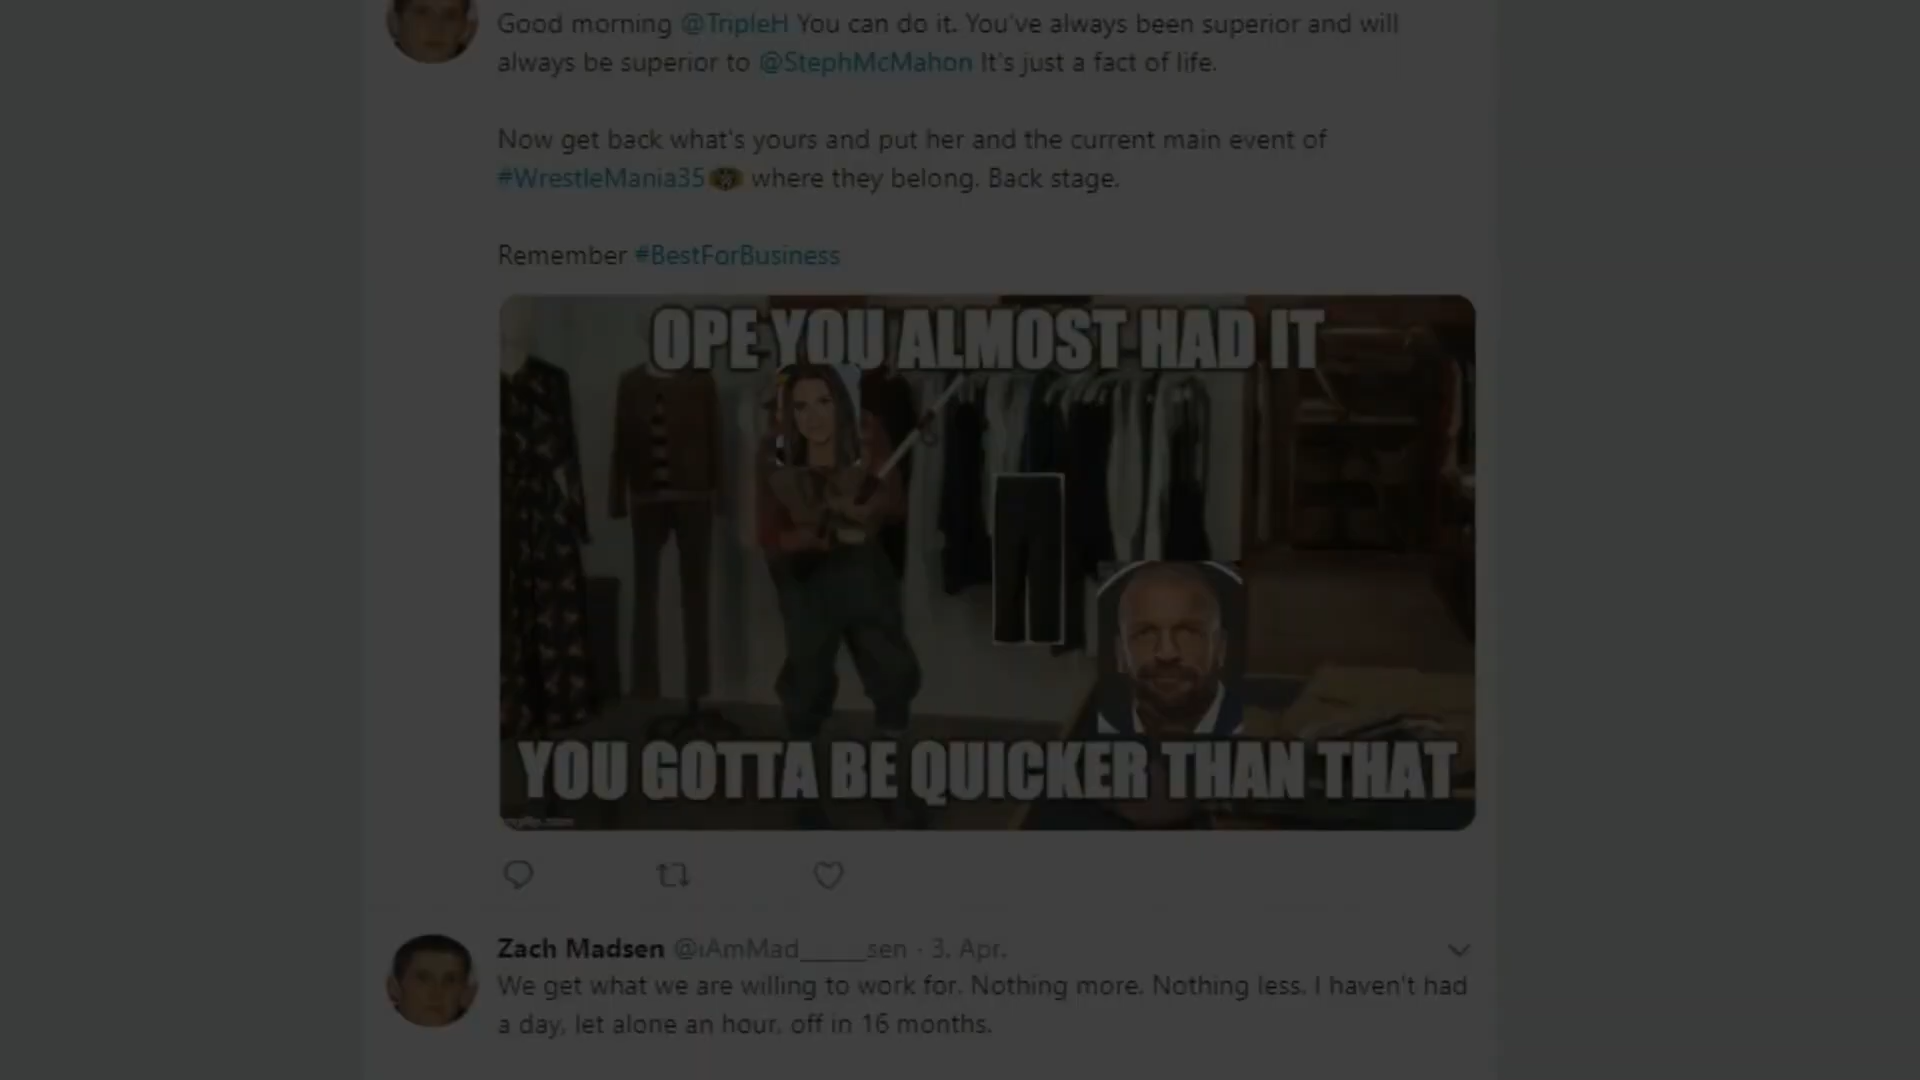 Good morning @TripleH You can do it. You've always been superior and will
always be superior to @StephMcMahon It's just a fact of life.
Now get back what's yours and put her and the current main event of
#WrestleMania35 where they belong. Back stage.
Remember #BestForBusiness
OPE YOU ALMOST HAD IT
YOU GOTTA BE QUICKER THAN THAT
Zach Madsen @iAmMad_____sen · 3. Apr.
We get what we are willing to work for. Nothing more. Nothing less. I haven't had
a day, let alone an hour, off in 16 months.